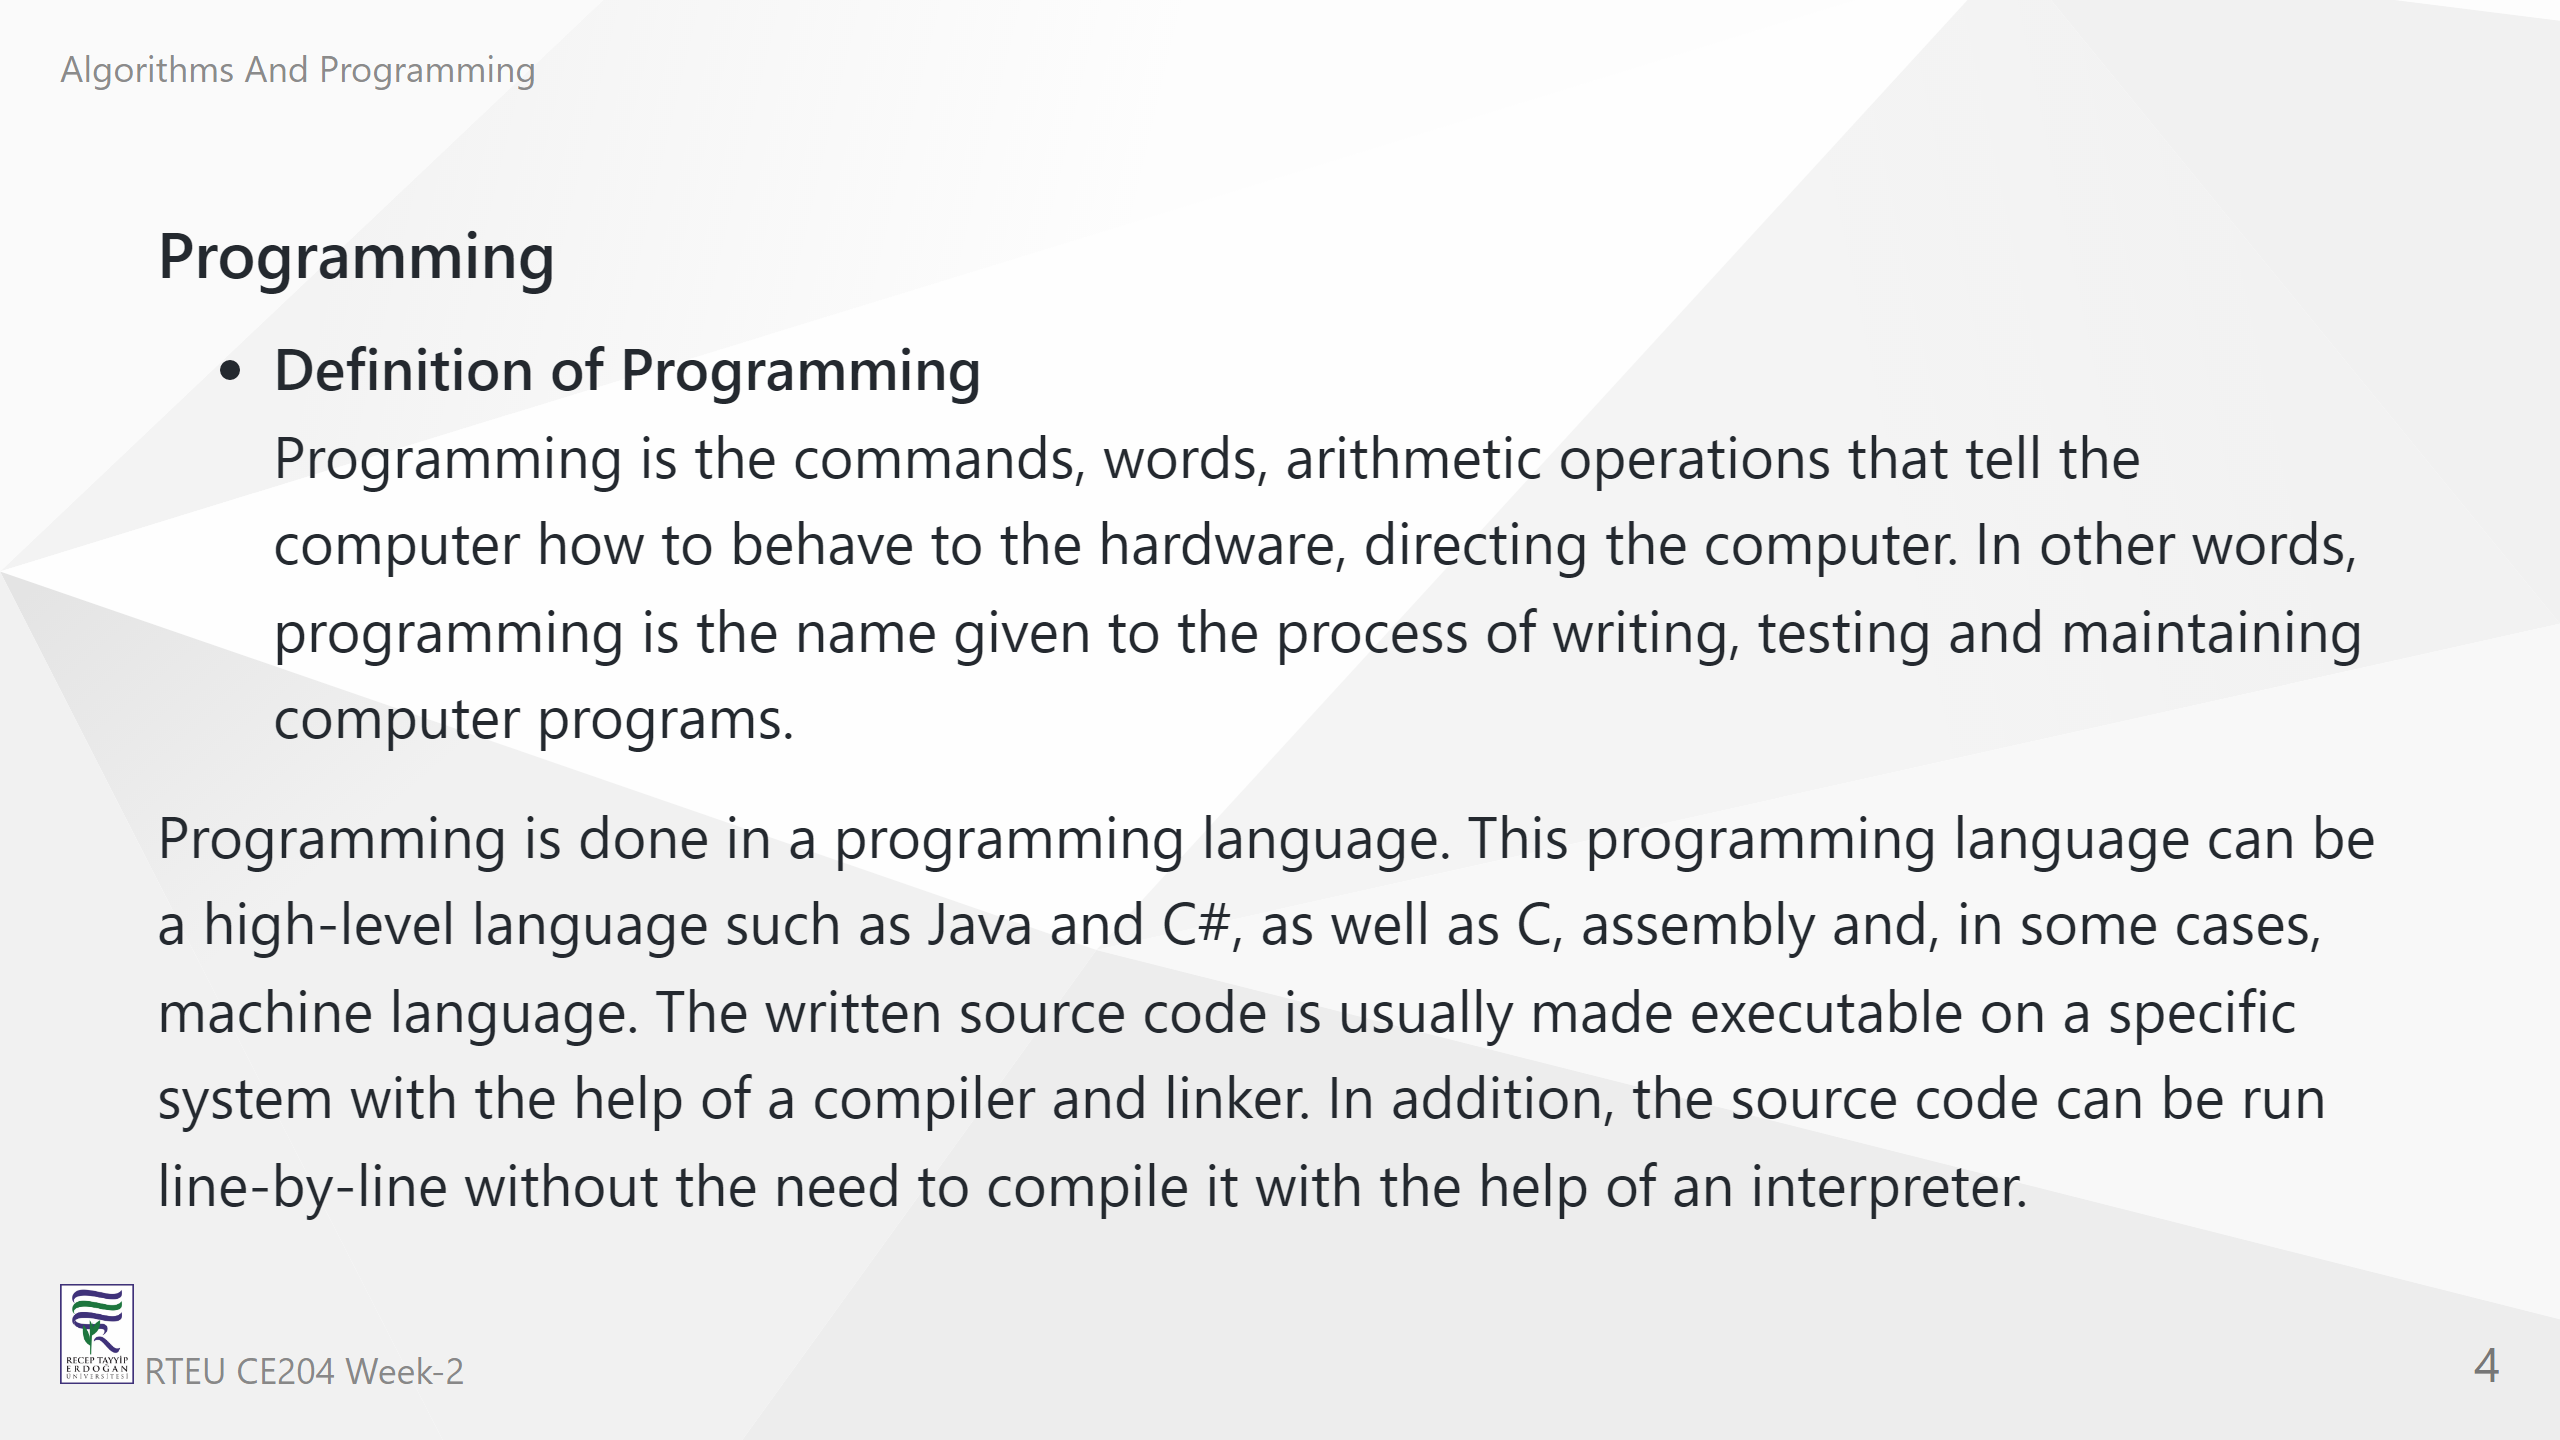 Algorithms And Programming
Programming
• Definition of Programming
Programming is the commands, words, arithmetic operations that tell the
computer how to behave to the hardware, directing the computer. In other words,
programming is the name given to the process of writing, testing and maintaining
computer programs.
Programming is done in a programming language. This programming language can be
a high-level language such as Java and C#, as well as C, assembly and, in some cases,
machine language. The written source code is usually made executable on a specific
system with the help of a compiler and linker. In addition, the source code can be run
line-by-line without the need to compile it with the help of an interpreter.
RECEP TAYYİP
ERDOĞAN
ÜNİVERSİTESİ
RTEU CE204 Week-2
4